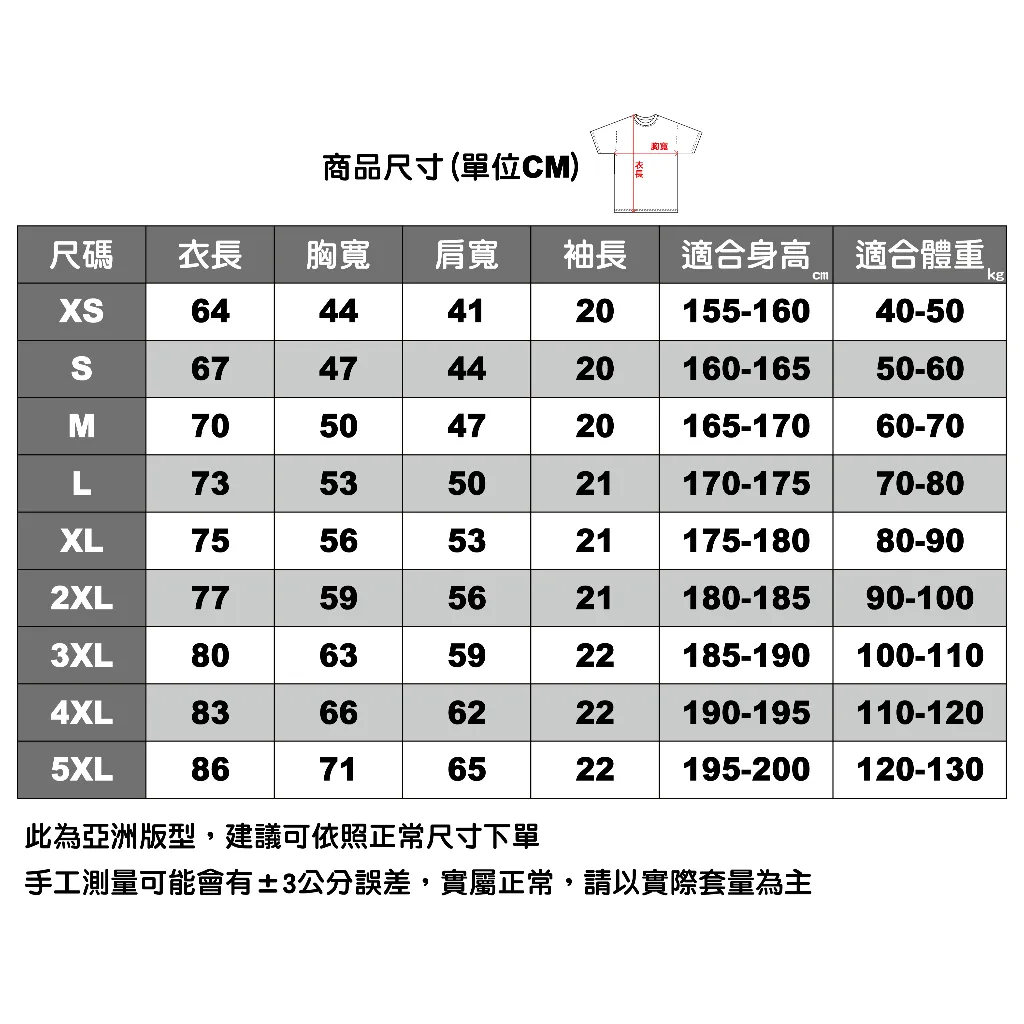 商品尺寸(單位CM)
胸寬
衣長
尺碼 衣長 胸寬 肩寬 袖長 適合身高cm 適合體重kg
XS 64 44 41 20 155-160 40-50
S 67 47 44 20 160-165 50-60
M 70 50 47 20 165-170 60-70
L 73 53 50 21 170-175 70-80
XL 75 56 53 21 175-180 80-90
2XL 77 59 56 21 180-185 90-100
3XL 80 63 59 22 185-190 100-110
4XL 83 66 62 22 190-195 110-120
5XL 86 71 65 22 195-200 120-130
此為亞洲版型，建議可依照正常尺寸下單
手工測量可能會有±3公分誤差，實屬正常，請以實際套量為主